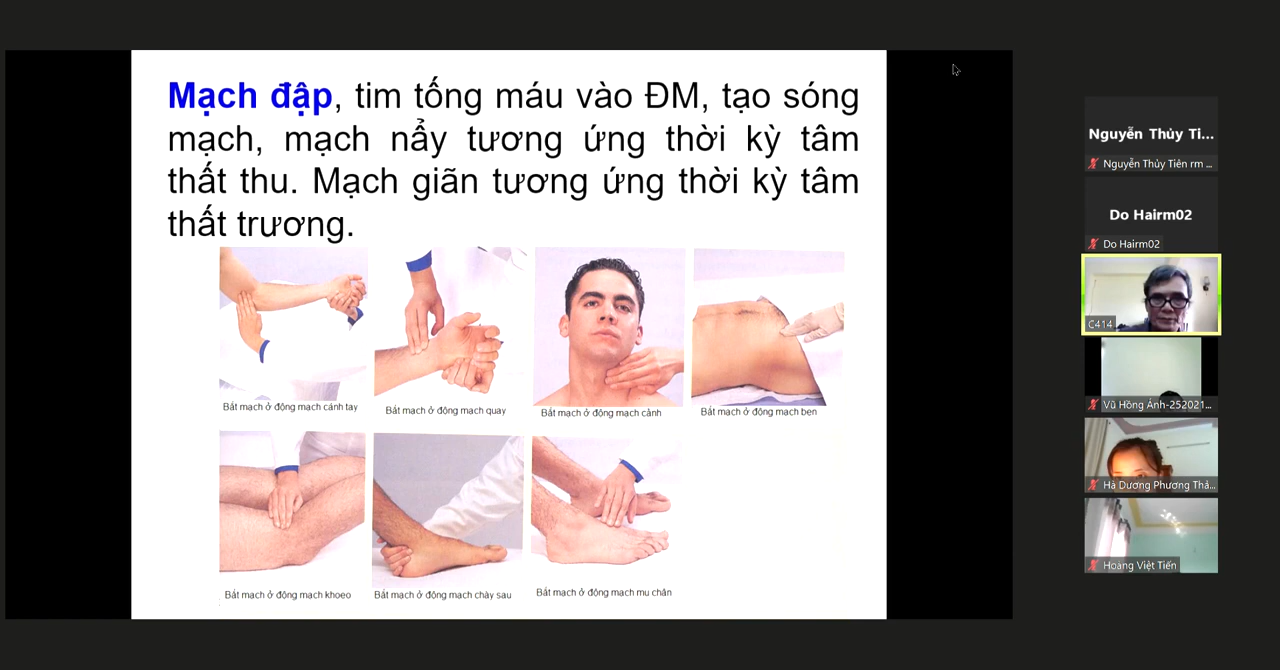 Mạch đập, tim tống máu vào ĐM, tạo sóng
mạch, mạch nẩy tương ứng thời kỳ tâm
thất thu. Mạch giãn tương ứng thời kỳ tâm
thất trương.
Bắt mạch ở động mạch cánh tay
Bắt mạch ở động mạch quay
Bắt mạch ở động mạch cảnh
Bắt mạch ở động mạch bẹn
Bắt mạch ở động mạch khoeo
Bắt mạch ở động mạch chày sau
Bắt mạch ở động mạch mu chân
Nguyễn Thủy Ti...
Nguyễn Thủy Tiên rm ...
Do Hairm02
Do Hairm02
C414
Vũ Hồng Ánh-252021...
Hà Dương Phương Thả...
Hoàng Việt Tiến